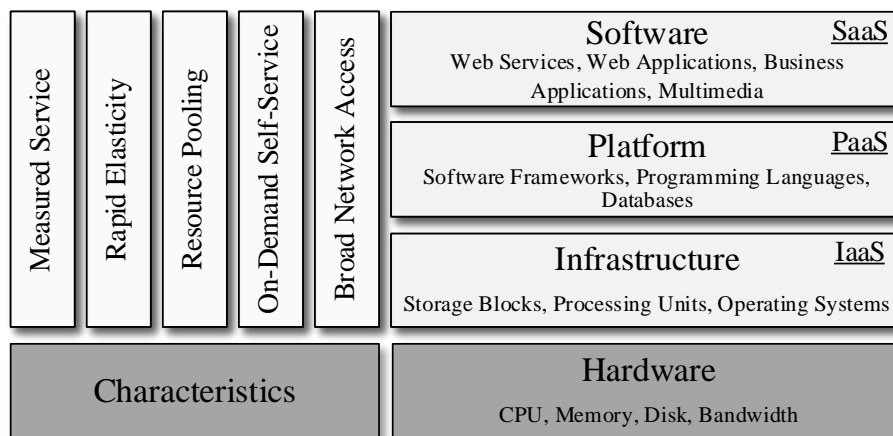 Measured Service
Rapid Elasticity
Resource Pooling
On-Demand Self-Service
Broad Network Access
Characteristics
Software
SaaS
Web Services, Web Applications, Business
Applications, Multimedia
Platform
PaaS
Software Frameworks, Programming Languages,
Databases
Infrastructure
IaaS
Storage Blocks, Processing Units, Operating Systems
Hardware
CPU, Memory, Disk, Bandwidth